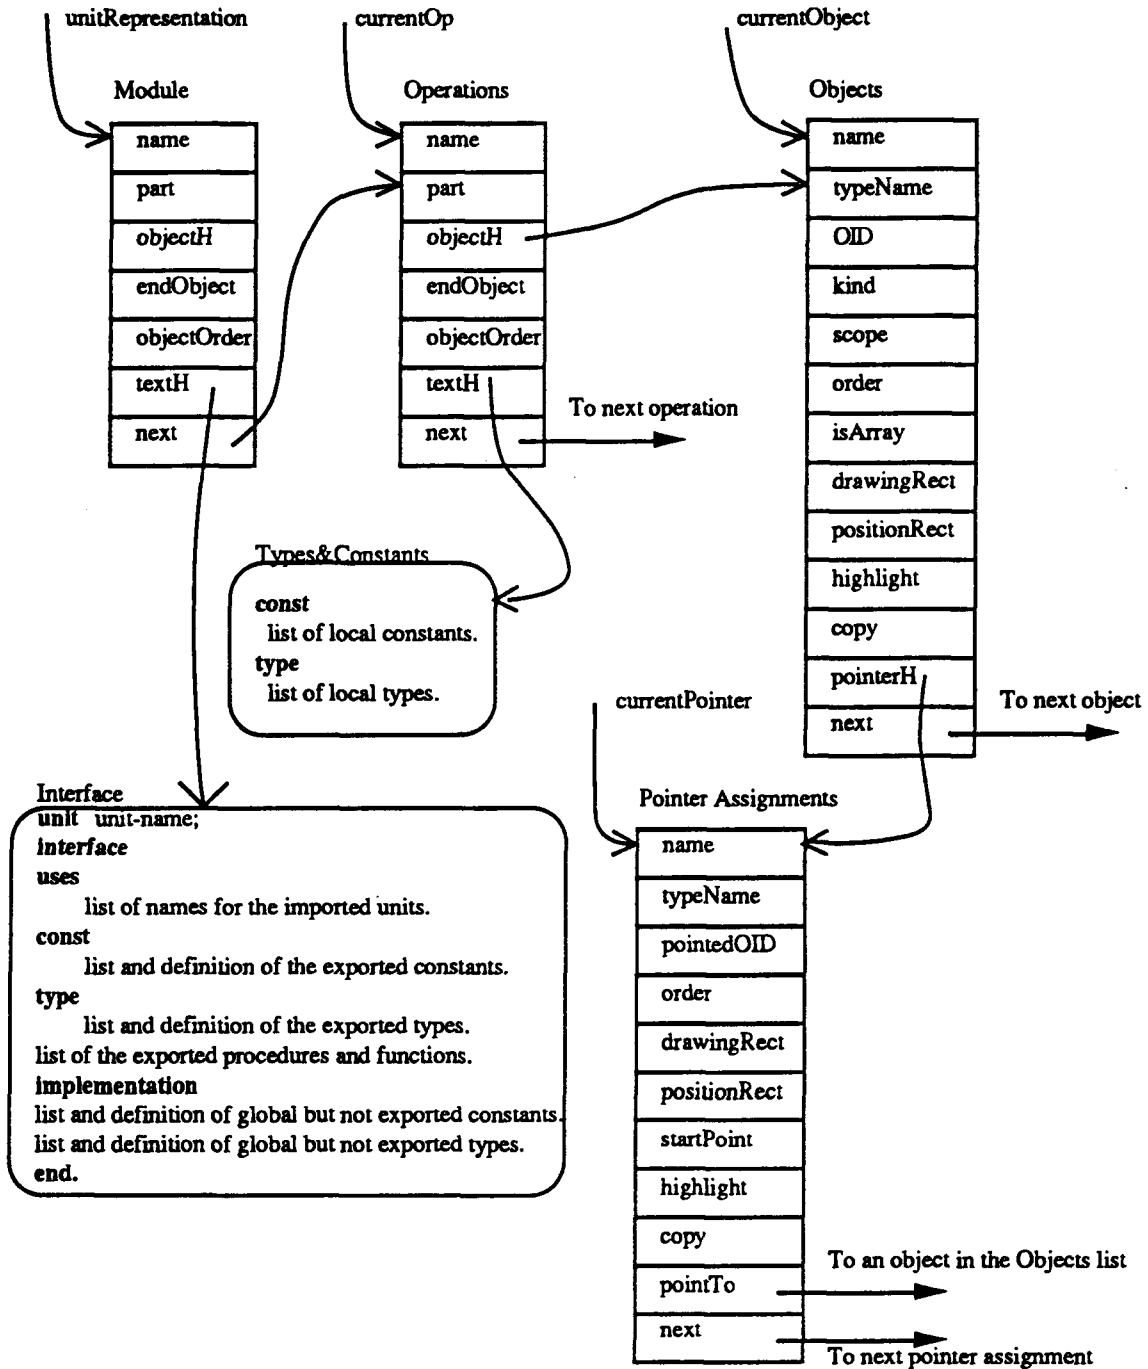 unitRepresentation
currentOp
currentObject
Module
Operations
Objects
name
part
objectH
endObject
objectOrder
textH
next
name
part
objectH
endObject
objectOrder
textH
next
To next operation
name
typeName
OID
kind
scope
order
isArray
drawingRect
positionRect
highlight
copy
pointerH
next
To next object
Types&Constants
const
list of local constants.
type
list of local types.
currentPointer
Interface
unit unit-name;
interface
uses
list of names for the imported units.
const
list and definition of the exported constants.
type
list and definition of the exported types.
list of the exported procedures and functions.
implementation
list and definition of global but not exported constants.
list and definition of global but not exported types.
end.
Pointer Assignments
name
typeName
pointedOID
order
drawingRect
positionRect
startPoint
highlight
copy
pointTo
next
To an object in the Objects list
To next pointer assignment